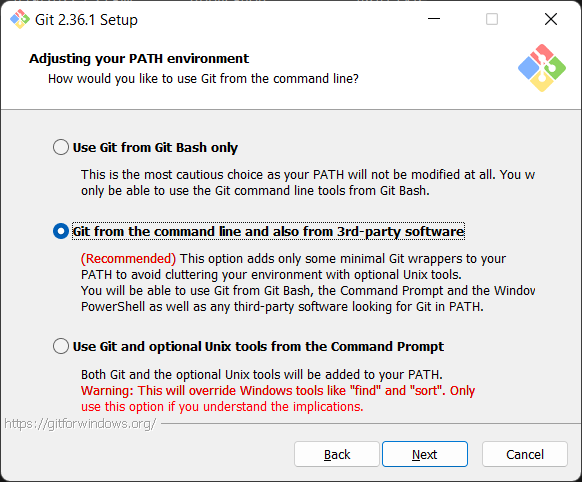 Git 2.36.1 Setup
Adjusting your PATH environment
How would you like to use Git from the command line?
Use Git from Git Bash only
This is the most cautious choice as your PATH will not be modified at all. You w
only be able to use the Git command line tools from Git Bash.
Git from the command line and also from 3rd-party software
(Recommended) This option adds only some minimal Git wrappers to your
PATH to avoid cluttering your environment with optional Unix tools.
You will be able to use Git from Git Bash, the Command Prompt and the Window
PowerShell as well as any third-party software looking for Git in PATH.
Use Git and optional Unix tools from the Command Prompt
Both Git and the optional Unix tools will be added to your PATH.
Warning: This will override Windows tools like "find" and "sort". Only
use this option if you understand the implications.
https://gitforwindows.org/
Back Next Cancel